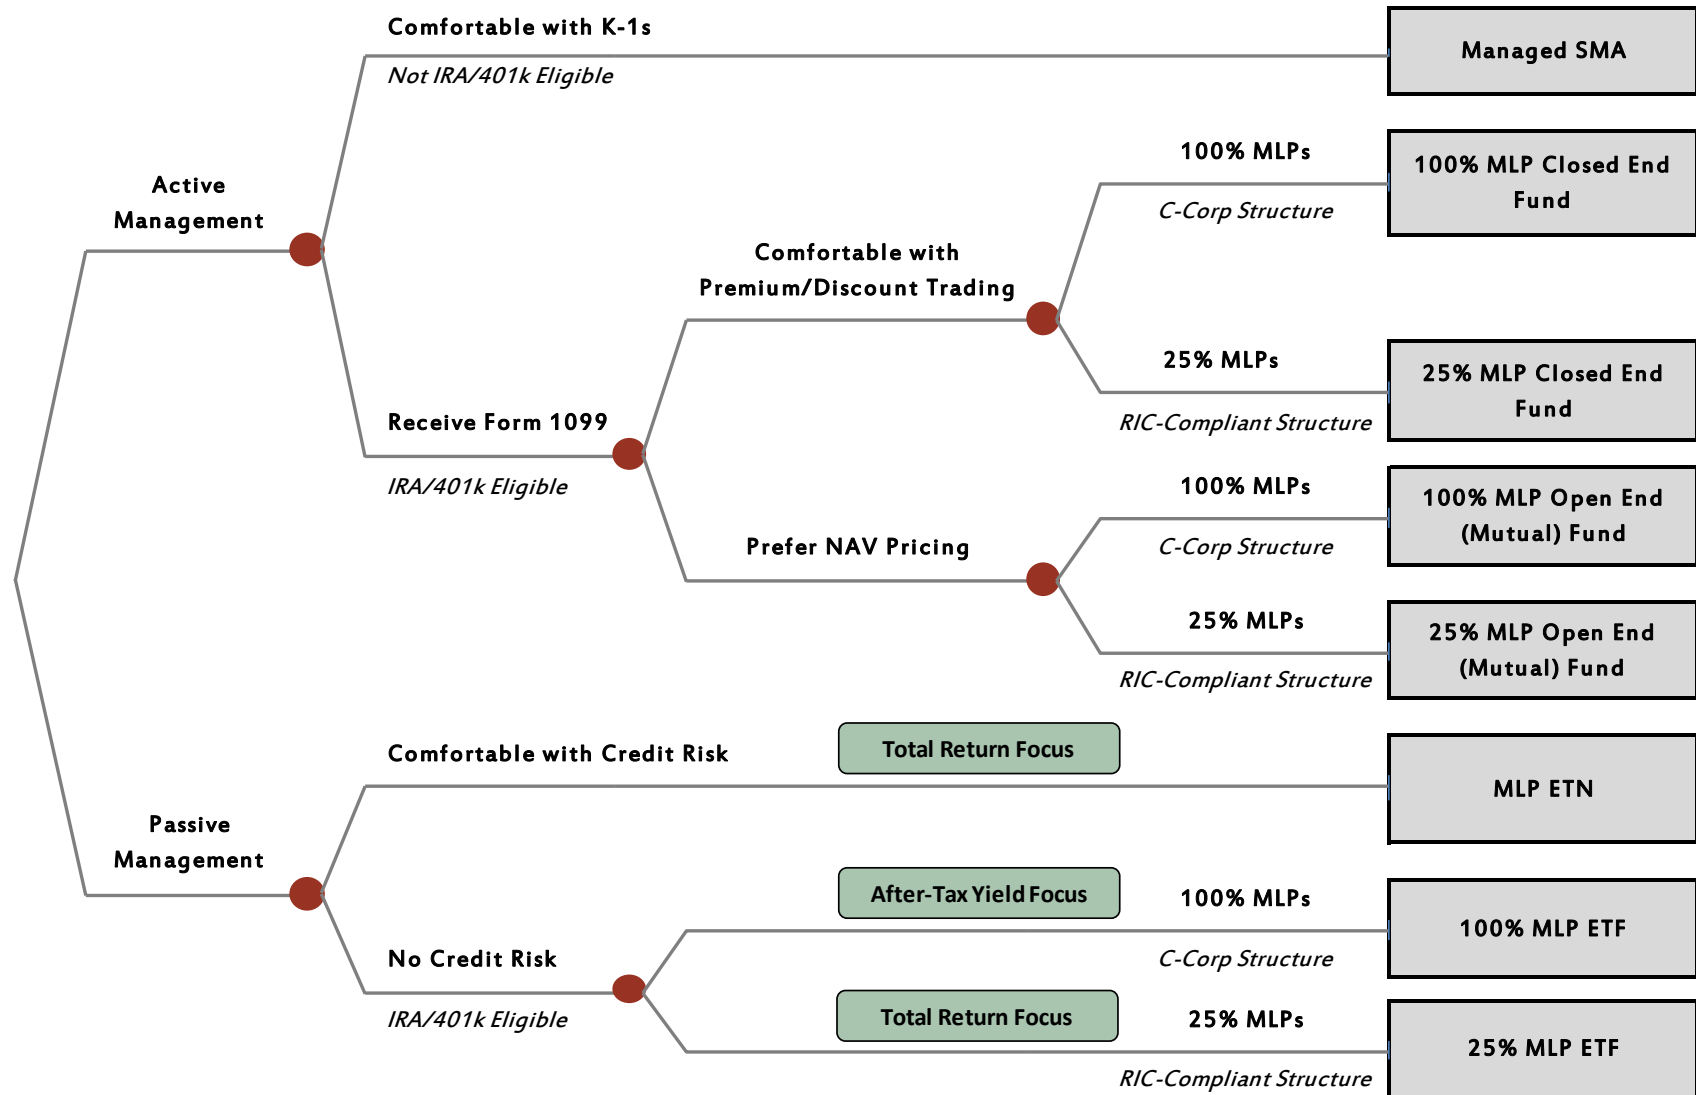 Comfortable with K-1s
Not IRA/401k Eligible
Managed SMA
Active
Management
100% MLPs
C-Corp Structure
100% MLP Closed End
Fund
Comfortable with
Premium/Discount Trading
25% MLPs
RIC-Compliant Structure
25% MLP Closed End
Fund
Receive Form 1099
IRA/401k Eligible
100% MLPs
C-Corp Structure
100% MLP Open End
(Mutual) Fund
Prefer NAV Pricing
25% MLPs
RIC-Compliant Structure
25% MLP Open End
(Mutual) Fund
Comfortable with Credit Risk
Total Return Focus
MLP ETN
Passive
Management
After-Tax Yield Focus
100% MLPs
C-Corp Structure
100% MLP ETF
No Credit Risk
IRA/401k Eligible
Total Return Focus
25% MLPs
RIC-Compliant Structure
25% MLP ETF